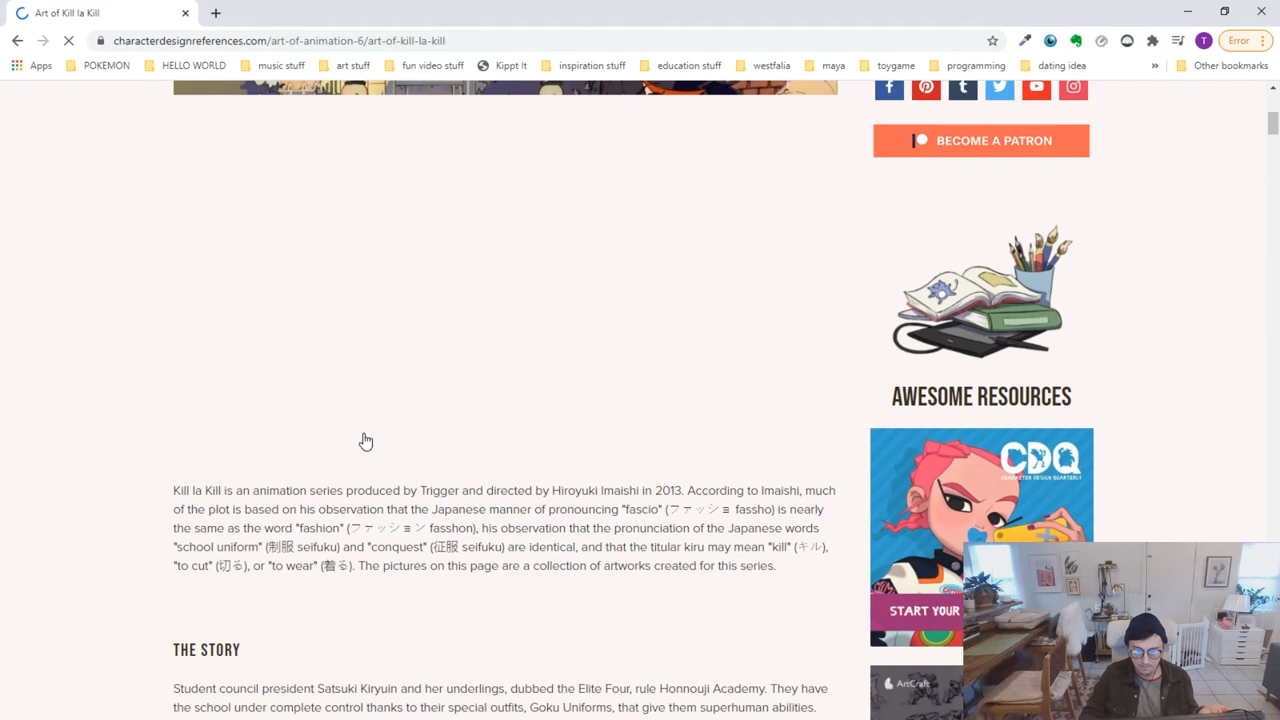 Art of Kill la Kill
characterdesignreferences.com/art-of-animation-6/art-of-kill-la-kill
T
Error
Apps
POKEMON
HELLO WORLD
music stuff
art stuff
fun video stuff
Kippt It
inspiration stuff
education stuff
westfalia
maya
toygame
programming
dating idea
»
Other bookmarks
BECOME A PATRON
AWESOME RESOURCES
CDQ
CHARACTER DESIGN QUARTERLY
START YOUR
ArtCraft
Kill la Kill is an animation series produced by Trigger and directed by Hiroyuki Imaishi in 2013. According to Imaishi, much
of the plot is based on his observation that the Japanese manner of pronouncing "fascio" (ファッショ fassho) is nearly
the same as the word "fashion" (ファッション fasshon), his observation that the pronunciation of the Japanese words
"school uniform" (制服 seifuku) and "conquest" (征服 seifuku) are identical, and that the titular kiru may mean "kill" (キル),
"to cut" (切る), or "to wear" (着る). The pictures on this page are a collection of artworks created for this series.
THE STORY
Student council president Satsuki Kiryuin and her underlings, dubbed the Elite Four, rule Honnouji Academy. They have
the school under complete control thanks to their special outfits, Goku Uniforms, that give them superhuman abilities.